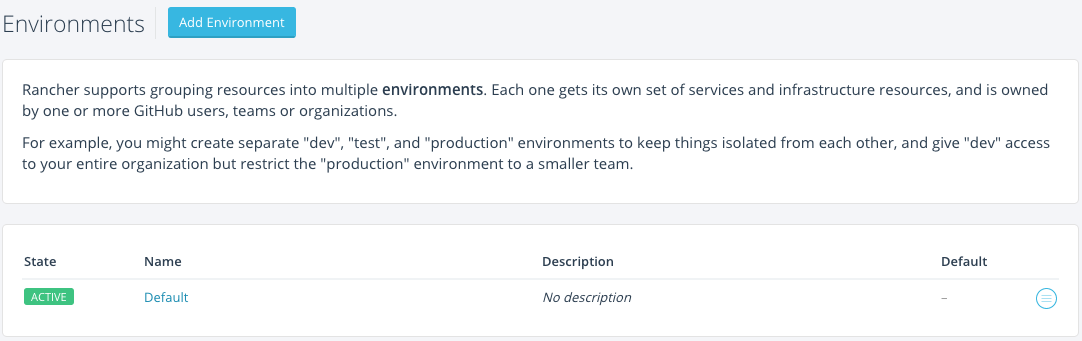 Environments
Add Environment
Rancher supports grouping resources into multiple environments. Each one gets its own set of services and infrastructure resources, and is owned
by one or more GitHub users, teams or organizations.
For example, you might create separate "dev", "test", and "production" environments to keep things isolated from each other, and give "dev" access
to your entire organization but restrict the "production" environment to a smaller team.
State Name Description Default
ACTIVE Default No description –